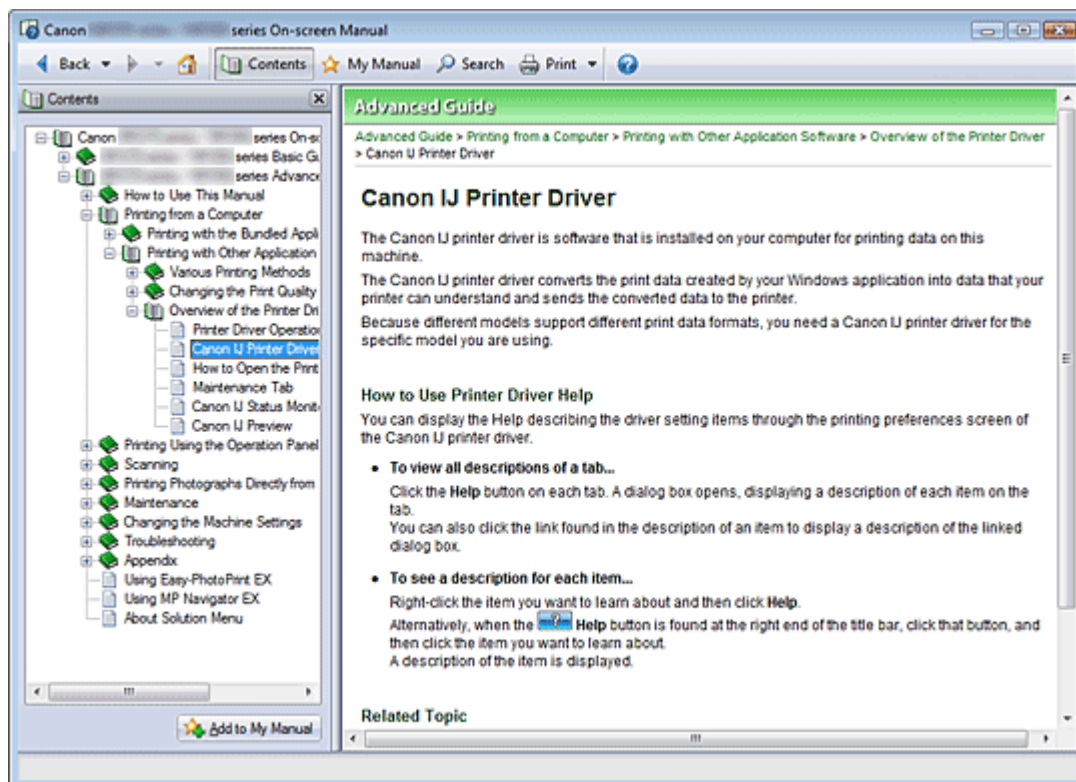 Canon series On-screen Manual
Back Contents My Manual Search Print
Contents
Canon series On-sc
series Basic Gu
series Advance
How to Use This Manual
Printing from a Computer
Printing with the Bundled Appli
Printing with Other Application
Various Printing Methods
Changing the Print Quality
Overview of the Printer Dri
Printer Driver Operation
Canon IJ Printer Driver
How to Open the Print
Maintenance Tab
Canon IJ Status Monit
Canon IJ Preview
Printing Using the Operation Panel
Scanning
Printing Photographs Directly from
Maintenance
Changing the Machine Settings
Troubleshooting
Appendix
Using Easy-PhotoPrint EX
Using MP Navigator EX
About Solution Menu
Add to My Manual
Advanced Guide
Advanced Guide > Printing from a Computer > Printing with Other Application Software > Overview of the Printer Driver
> Canon IJ Printer Driver
Canon IJ Printer Driver
The Canon IJ printer driver is software that is installed on your computer for printing data on this
machine.
The Canon IJ printer driver converts the print data created by your Windows application into data that your
printer can understand and sends the converted data to the printer.
Because different models support different print data formats, you need a Canon IJ printer driver for the
specific model you are using.
How to Use Printer Driver Help
You can display the Help describing the driver setting items through the printing preferences screen of
the Canon IJ printer driver.
• To view all descriptions of a tab...
Click the Help button on each tab. A dialog box opens, displaying a description of each item on the
tab.
You can also click the link found in the description of an item to display a description of the linked
dialog box.
• To see a description for each item...
Right-click the item you want to learn about and then click Help.
Alternatively, when the ? Help button is found at the right end of the title bar, click that button, and
then click the item you want to learn about.
A description of the item is displayed.
Related Topic